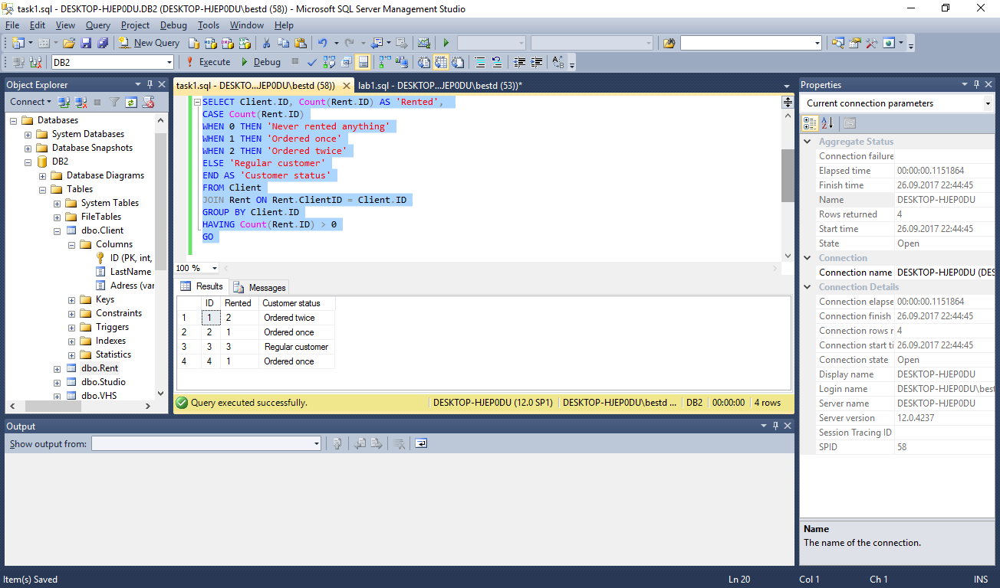 task1.sql - DESKTOP-HJEP0DU.DB2 (DESKTOP-HJEP0DU\bestd (58)) - Microsoft SQL Server Management Studio
File Edit View Query Project Debug Tools Window Help
New Query
DB2 Execute Debug
Object Explorer
Connect
Databases
System Databases
Database Snapshots
DB2
Database Diagrams
Tables
System Tables
FileTables
dbo.Client
Columns
ID (PK, int,
LastName
Adress (var
Keys
Constraints
Triggers
Indexes
Statistics
dbo.Rent
dbo.Studio
dbo.VHS
task1.sql - DESKTO...JEP0DU\bestd (58)) lab1.sql - DESKTOP...JEP0DU\bestd (53))*
SELECT Client.ID, Count(Rent.ID) AS 'Rented',
CASE Count(Rent.ID)
WHEN 0 THEN 'Never rented anything'
WHEN 1 THEN 'Ordered once'
WHEN 2 THEN 'Ordered twice'
ELSE 'Regular customer'
END AS 'Customer status'
FROM Client
JOIN Rent ON Rent.ClientID = Client.ID
GROUP BY Client.ID
HAVING Count(Rent.ID) > 0
GO
100 %
Results Messages
ID Rented Customer status
1 1 2 Ordered twice
2 2 1 Ordered once
3 3 3 Regular customer
4 4 1 Ordered once
Query executed successfully. DESKTOP-HJEP0DU (12.0 SP1) DESKTOP-HJEP0DU\bestd ... DB2 00:00:00 4 rows
Properties
Current connection parameters
Aggregate Status
Connection failure
Elapsed time 00:00:00.1151864
Finish time 26.09.2017 22:44:45
Name DESKTOP-HJEP0DU
Rows returned 4
Start time 26.09.2017 22:44:45
State Open
Connection
Connection name DESKTOP-HJEP0DU (DES
Connection Details
Connection elapse 00:00:00.1151864
Connection finish 26.09.2017 22:44:45
Connection rows r 4
Connection start ti 26.09.2017 22:44:45
Connection state Open
Display name DESKTOP-HJEP0DU
Login name DESKTOP-HJEP0DU\best
Server name DESKTOP-HJEP0DU
Server version 12.0.4237
Session Tracing ID
SPID 58
Name
The name of the connection.
Output
Show output from:
Item(s) Saved Ln 20 Col 1 Ch 1 INS